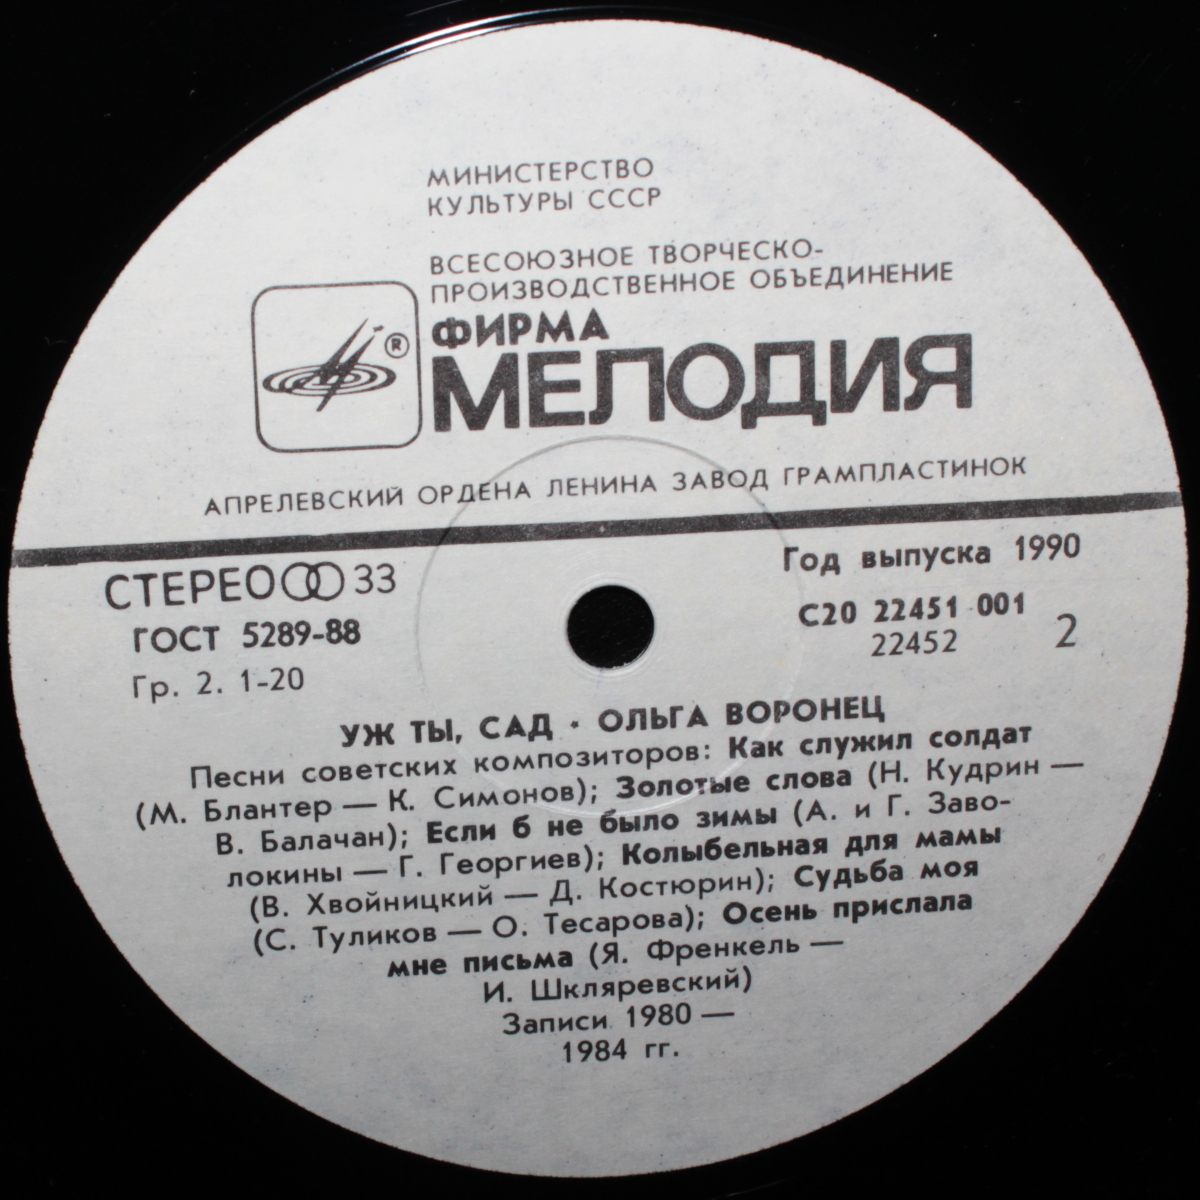 МИНИСТЕРСТВО
КУЛЬТУРЫ СССР
ВСЕСОЮЗНОЕ ТВОРЧЕСКО-
ПРОИЗВОДСТВЕННОЕ ОБЪЕДИНЕНИЕ
ФИРМА
®
МЕЛОДИЯ
АПРЕЛЕВСКИЙ ОРДЕНА ЛЕНИНА ЗАВОД ГРАМПЛАСТИНОК
СТЕРЕО 33
Год выпуска 1990
ГОСТ 5289-88
С20 22451 001
22452
2
Гр. 2. 1-20
УЖ ТЫ, САД · ОЛЬГА ВОРОНЕЦ
Песни советских композиторов: Как служил солдат
(М. Блантер — К. Симонов); Золотые слова (Н. Кудрин —
В. Балачан); Если б не было зимы (А. и Г. Заво-
локины — Г. Георгиев); Колыбельная для мамы
(В. Хвойницкий — Д. Костюрин); Судьба моя
(С. Туликов — О. Тесарова); Осень прислала
мне письма (Я. Френкель —
И. Шкляревский)
Записи 1980 —
1984 гг.